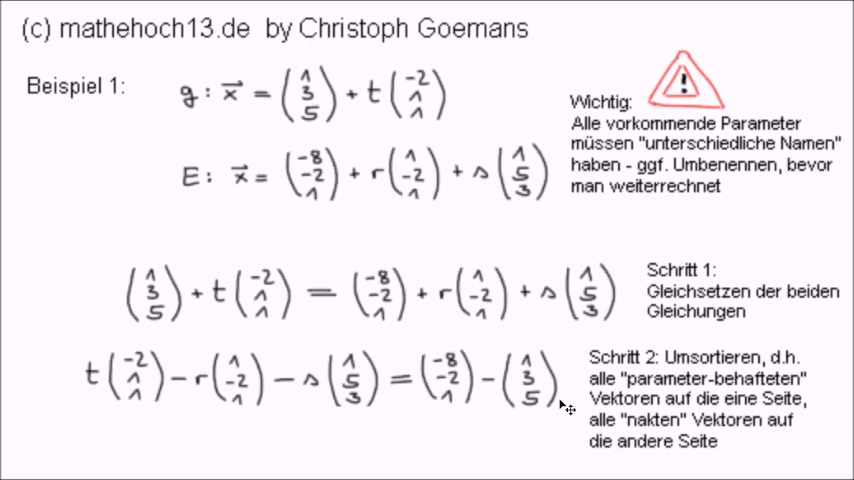 (c) mathehoch13.de by Christoph Goemans
Beispiel 1:
g: x⃗ = (1 3 5) + t (-2 1 1)
!
Wichtig:
Alle vorkommende Parameter
müssen "unterschiedliche Namen"
haben - ggf. Umbenennen, bevor
man weiterrechnet
E: x⃗ = (-8 -2 1) + r (1 -2 1) + s (1 5 3)
(1 3 5) + t (-2 1 1) = (-8 -2 1) + r (1 -2 1) + s (1 5 3)
Schritt 1:
Gleichsetzen der beiden
Gleichungen
t (-2 1 1) - r (1 -2 1) - s (1 5 3) = (-8 -2 1) - (1 3 5)
Schritt 2: Umsortieren, d.h.
alle "parameter-behafteten"
Vektoren auf die eine Seite,
alle "nakten" Vektoren auf
die andere Seite